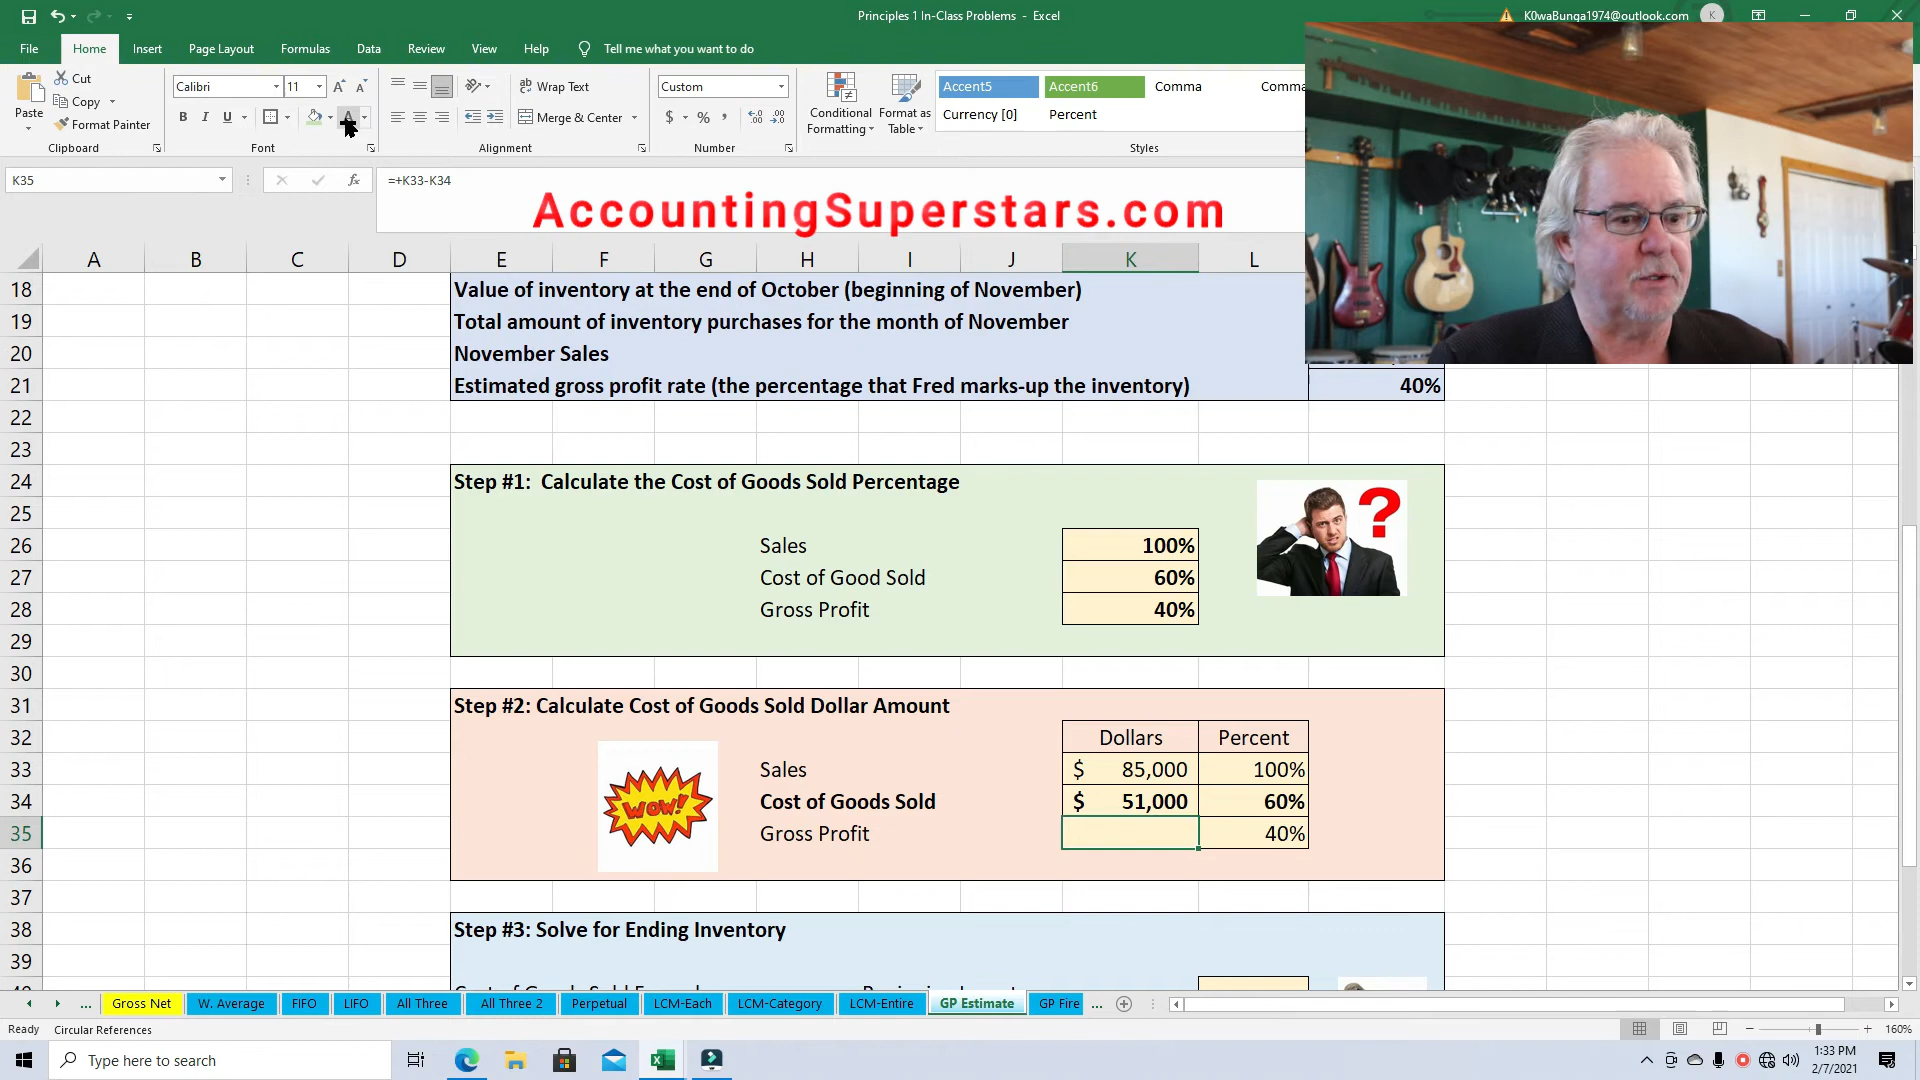 Principles 1 In-Class Problems - Excel
K0waBunga1974@outlook.com K
File Home Insert Page Layout Formulas Data Review View Help Tell me what you want to do
Paste
Cut
Copy
Format Painter
Clipboard
Calibri 11
B I U
Font
Wrap Text
Merge & Center
Alignment
Custom
$ % ,
Number
Conditional Formatting
Format as Table
Accent5 Accent6 Comma Comma
Currency [0] Percent
Styles
K35 fx =+K33-K34
AccountingSuperstars.com
A B C D E F G H I J K L
18 Value of inventory at the end of October (beginning of November)
19 Total amount of inventory purchases for the month of November
20 November Sales
21 Estimated gross profit rate (the percentage that Fred marks-up the inventory) 40%
22
23
24 Step #1: Calculate the Cost of Goods Sold Percentage
25
26 Sales 100%
27 Cost of Good Sold 60%
28 Gross Profit 40%
29
30
31 Step #2: Calculate Cost of Goods Sold Dollar Amount
32 Dollars Percent
33 Sales $ 85,000 100%
34 Cost of Goods Sold $ 51,000 60%
35 Gross Profit 40%
WOW!
36
37
38 Step #3: Solve for Ending Inventory
39
... Gross Net W. Average FIFO LIFO All Three All Three 2 Perpetual LCM-Each LCM-Category LCM-Entire GP Estimate GP Fire ...
Ready Circular References 160%
Type here to search
1:33 PM
2/7/2021